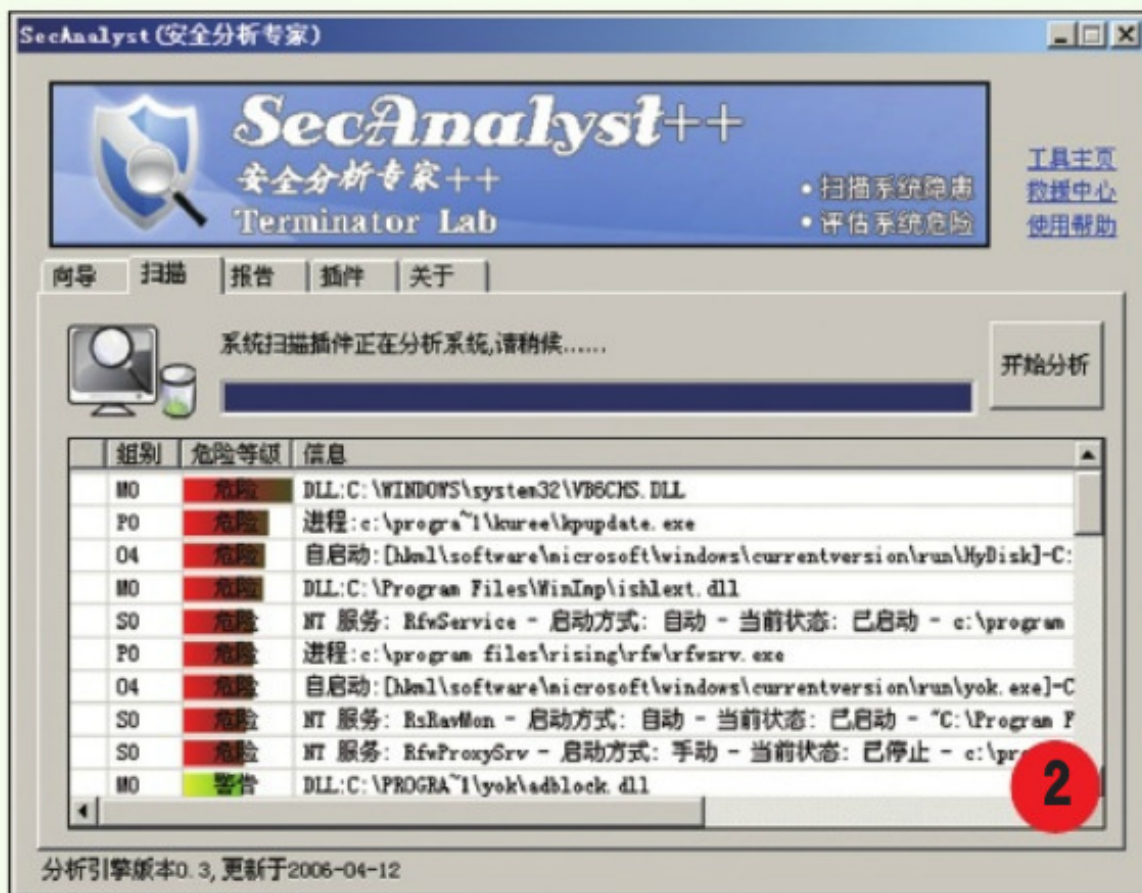 SecAnalyst(安全分析专家)
SecAnalyst++
安全分析专家++
Terminator Lab
• 扫描系统隐患
• 评估系统危险
工具主页
救援中心
使用帮助
向导 扫描 报告 插件 关于
系统扫描插件正在分析系统,请稍候......
开始分析
组别 危险等级 信息
M0 危险 DLL:C:\WINDOWS\system32\VB6CHS.DLL
P0 危险 进程:c:\progra~1\kuree\kpupdate.exe
O4 危险 自启动:[hkml\software\microsoft\windows\currentversion\run\HyDisk]-C:
M0 危险 DLL:C:\Program Files\WinImp\ishlext.dll
S0 危险 NT 服务: RfwService - 启动方式: 自动 - 当前状态: 已启动 - c:\program
P0 危险 进程:c:\program files\rising\rfw\rfwsrv.exe
O4 危险 自启动:[hkml\software\microsoft\windows\currentversion\run\yok.exe]-C
S0 危险 NT 服务: RsRavMon - 启动方式: 自动 - 当前状态: 已启动 - "C:\Program F
S0 危险 NT 服务: RfwProxySrv - 启动方式: 手动 - 当前状态: 已停止 - c:\pr
M0 警告 DLL:C:\PROGRA~1\yok\adblock.dll
2
分析引擎版本0.3,更新于2006-04-12